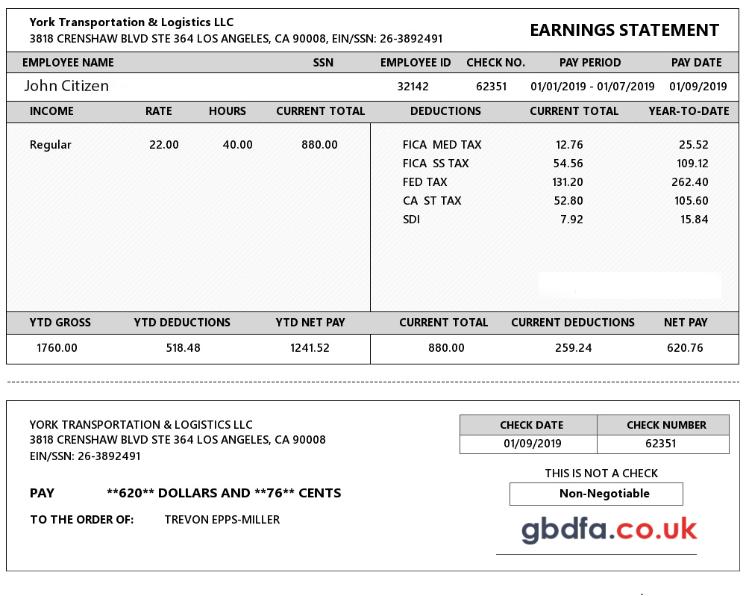 York Transportation & Logistics LLC
3818 CRENSHAW BLVD STE 364 LOS ANGELES, CA 90008, EIN/SSN: 26-3892491
EARNINGS STATEMENT
EMPLOYEE NAME SSN EMPLOYEE ID CHECK NO. PAY PERIOD PAY DATE
John Citizen 32142 62351 01/01/2019 - 01/07/2019 01/09/2019
INCOME RATE HOURS CURRENT TOTAL DEDUCTIONS CURRENT TOTAL YEAR-TO-DATE
Regular 22.00 40.00 880.00 FICA MED TAX 12.76 25.52
FICA SS TAX 54.56 109.12
FED TAX 131.20 262.40
CA ST TAX 52.80 105.60
SDI 7.92 15.84
YTD GROSS YTD DEDUCTIONS YTD NET PAY CURRENT TOTAL CURRENT DEDUCTIONS NET PAY
1760.00 518.48 1241.52 880.00 259.24 620.76
YORK TRANSPORTATION & LOGISTICS LLC
3818 CRENSHAW BLVD STE 364 LOS ANGELES, CA 90008
EIN/SSN: 26-3892491
CHECK DATE CHECK NUMBER
01/09/2019 62351
THIS IS NOT A CHECK
Non-Negotiable
PAY **620** DOLLARS AND **76** CENTS
TO THE ORDER OF: TREVON EPPS-MILLER
gbdfa.co.uk